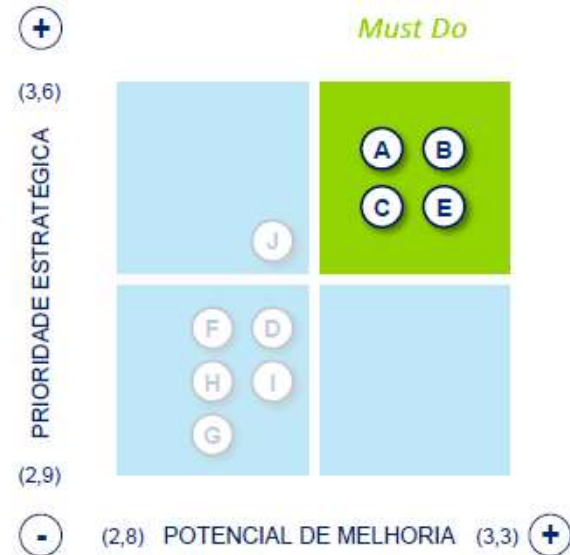 +
Must Do
(3,6)
PRIORIDADE ESTRATÉGICA
A B
C E
J
F D
H I
G
(2,9)
- (2,8) POTENCIAL DE MELHORIA (3,3) +